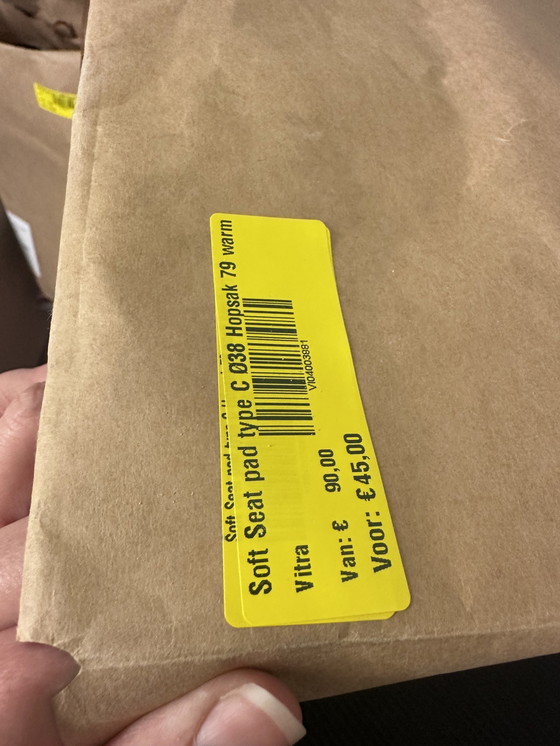 Soft Seat pad type C Ø38 Hopsak 79 warm
VI04003881
Vitra
Van: € 90,00
Voor: €45,00